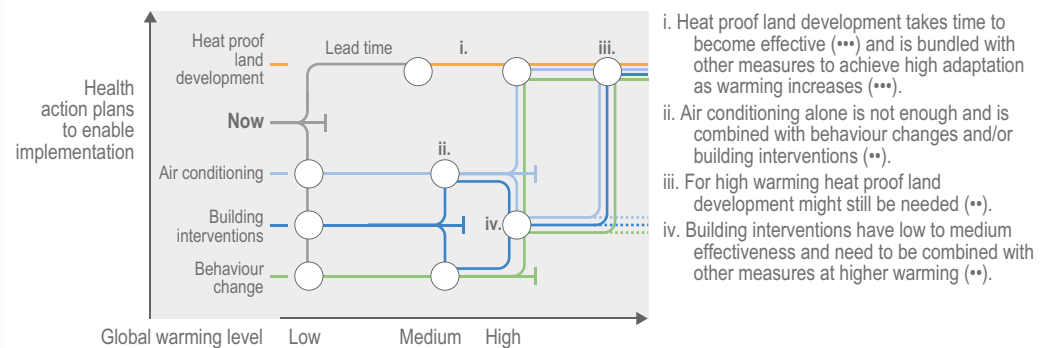 Health
action plans
to enable
implementation
Heat proof
land
development
Lead time
i.
iii.
Now
ii.
Air conditioning
Building
interventions
iv.
Behaviour
change
Global warming level
Low
Medium
High
i. Heat proof land development takes time to
become effective (•••) and is bundled with
other measures to achieve high adaptation
as warming increases (•••).
ii. Air conditioning alone is not enough and is
combined with behaviour changes and/or
building interventions (••).
iii. For high warming heat proof land
development might still be needed (••).
iv. Building interventions have low to medium
effectiveness and need to be combined with
other measures at higher warming (••).